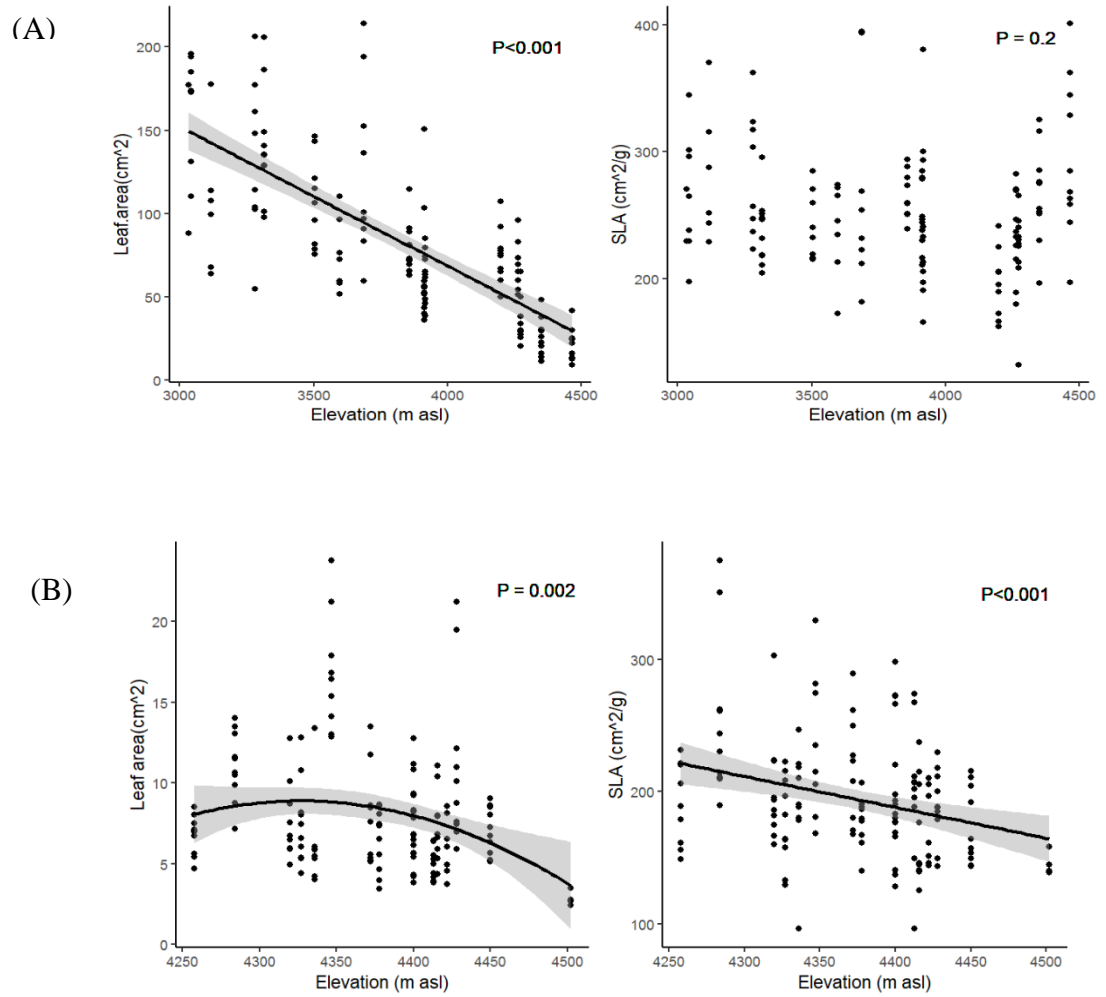 (A)
P<0.001
Leaf.area(cm^2)
200
150
100
50
0
3000 3500 4000 4500
Elevation (m asl)
P = 0.2
SLA (cm^2/g)
400
300
200
3000 3500 4000 4500
Elevation (m asl)
(B)
P = 0.002
Leaf area(cm^2)
20
15
10
5
0
4250 4300 4350 4400 4450 4500
Elevation (m asl)
P<0.001
SLA (cm^2/g)
300
200
100
4250 4300 4350 4400 4450 4500
Elevation (m asl)